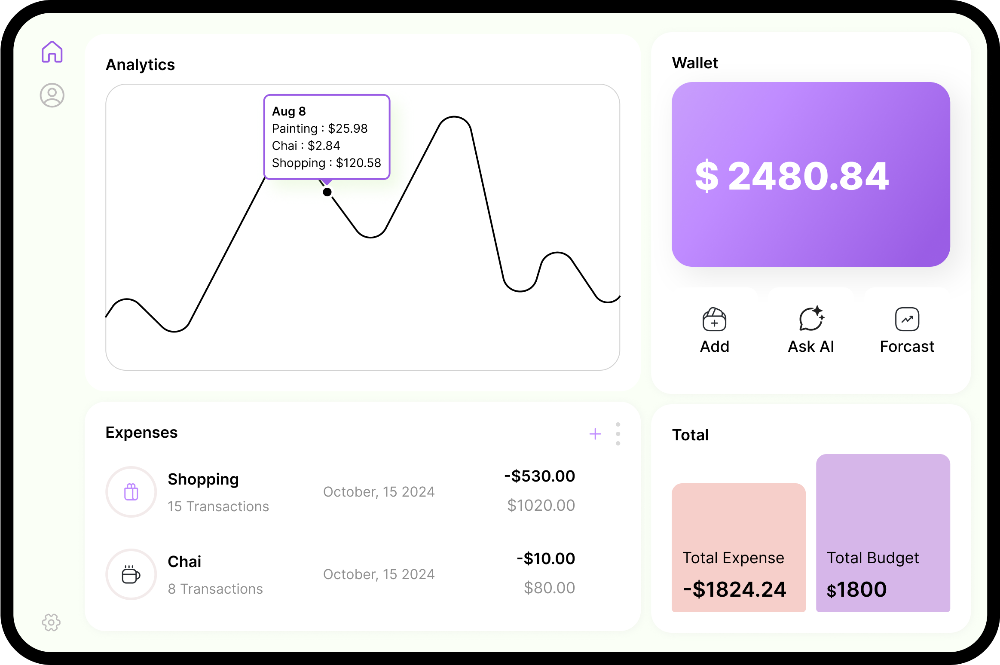 Analytics
Aug 8
Painting : $25.98
Chai : $2.84
Shopping : $120.58
Wallet
$ 2480.84
Add
Ask AI
Forcast
Expenses
Shopping
15 Transactions
October, 15 2024
-$530.00
$1020.00
Chai
8 Transactions
October, 15 2024
-$10.00
$80.00
Total
Total Expense
-$1824.24
Total Budget
$1800